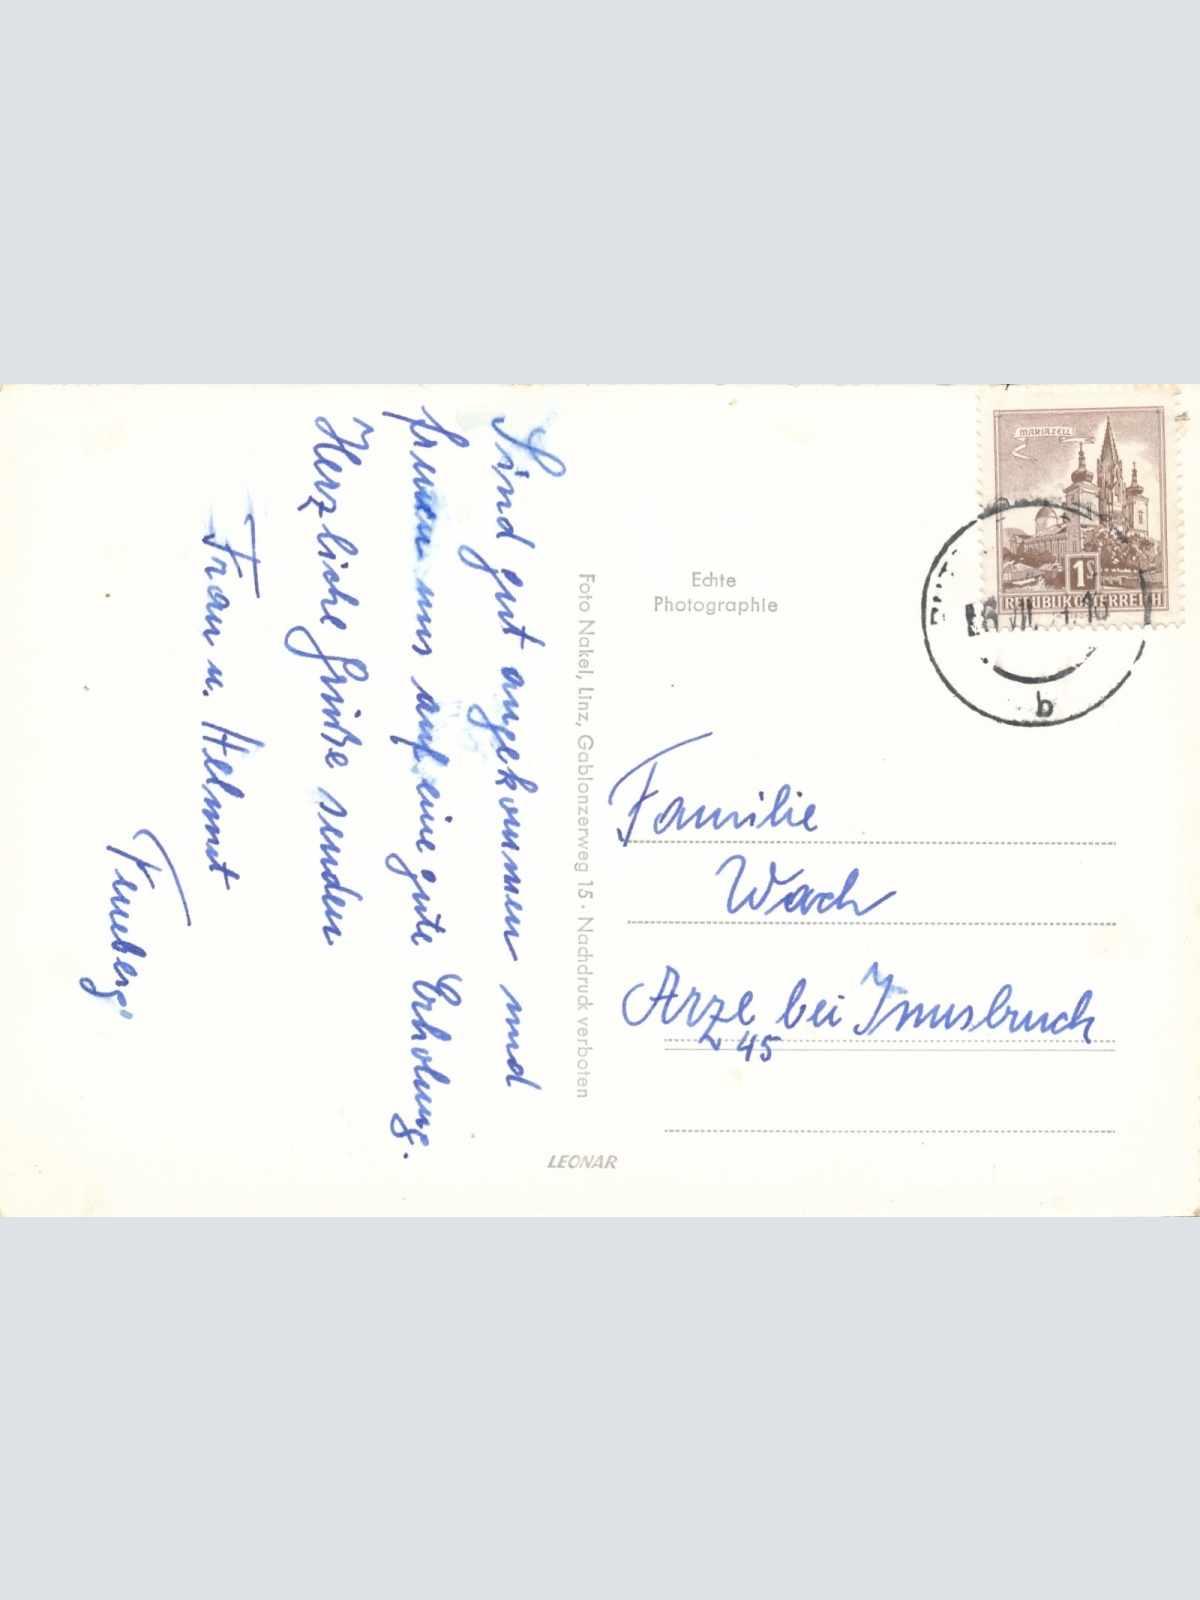 Sind gut angekommen und
freuen uns auf eine gute Erholung.
Herzliche Grüße senden
Frau u. Helmut
Echte
Photographie
Foto Nakel, Linz, Gablonzerweg 15 · Nachdruck verboten
LEONAR
MARIAZELL
1S
REPUBLIK ÖSTERREICH
b
Familie
Wach
Arzl bei Innsbruck
45